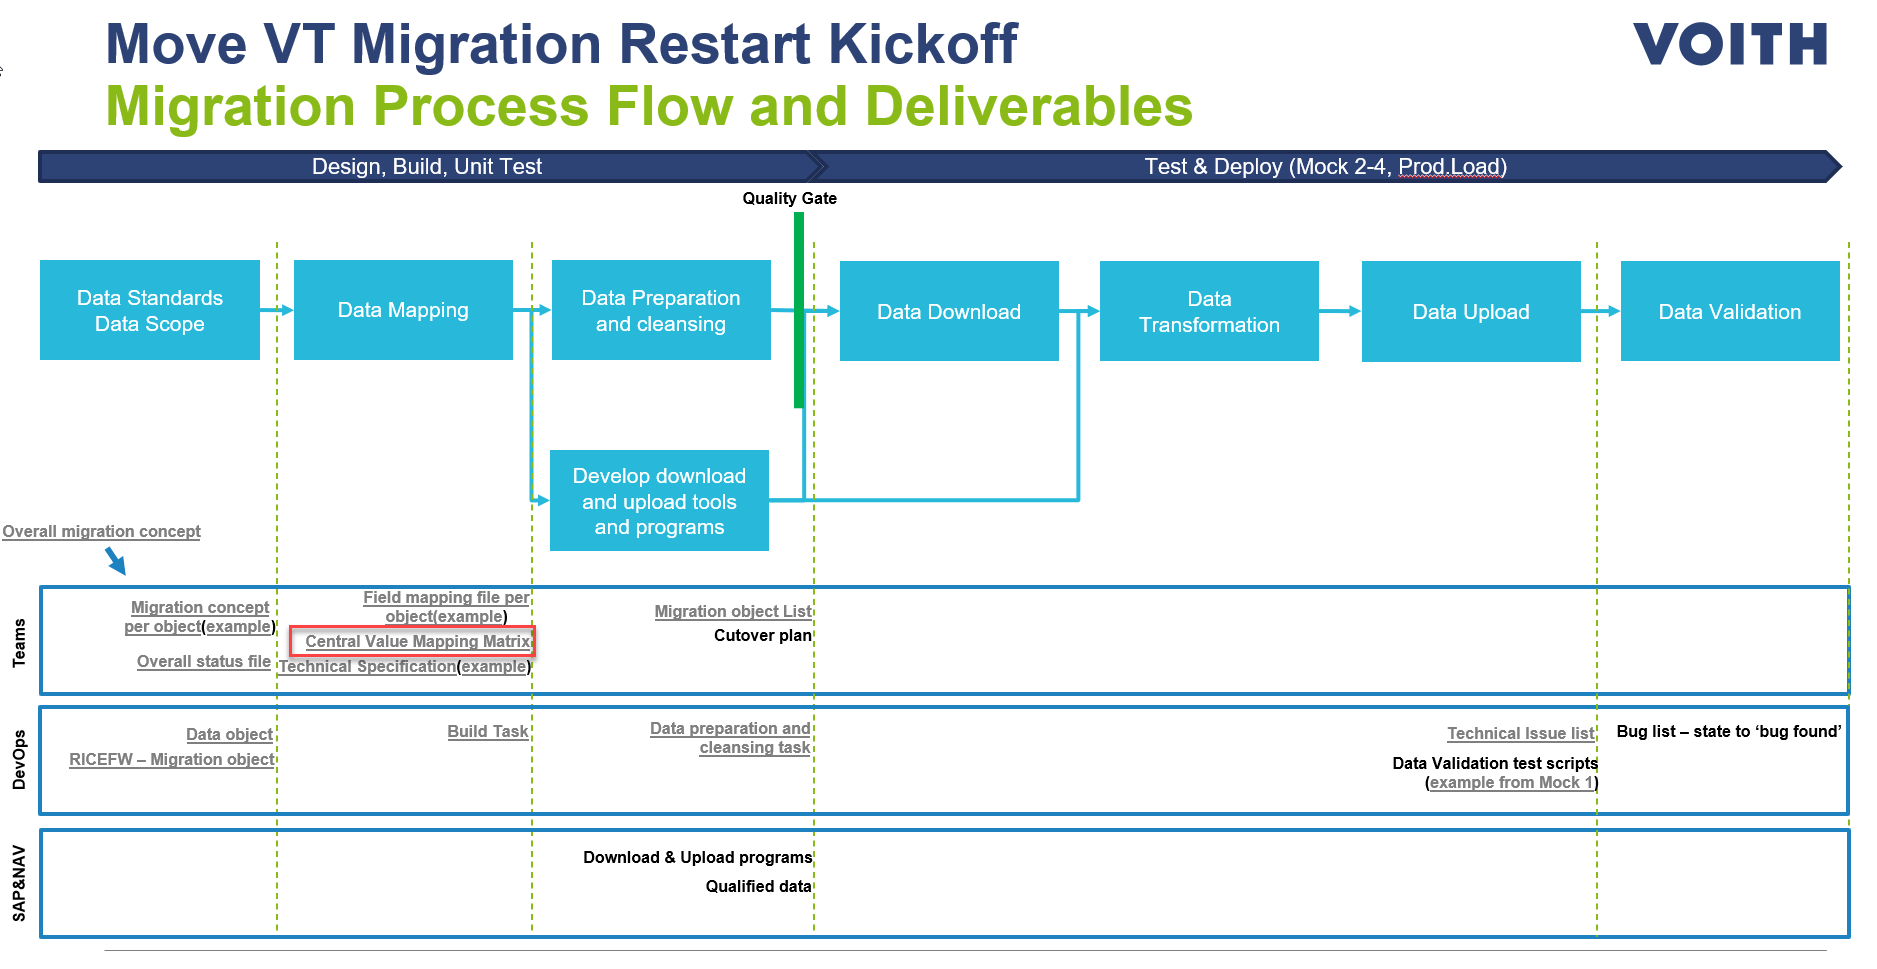 Move VT Migration Restart Kickoff
VOITH
Migration Process Flow and Deliverables
Design, Build, Unit Test
Test & Deploy (Mock 2-4, Prod.Load)
Quality Gate
Data Standards
Data Scope
Data Mapping
Data Preparation
and cleansing
Data Download
Data
Transformation
Data Upload
Data Validation
Develop download
and upload tools
and programs
Overall migration concept
Teams
Migration concept
per object(example)
Overall status file
Field mapping file per
object(example)
Central Value Mapping Matrix
Technical Specification(example)
Migration object List
Cutover plan
DevOps
Data object
RICEFW – Migration object
Build Task
Data preparation and
cleansing task
Technical Issue list
Data Validation test scripts
(example from Mock 1)
Bug list – state to ‘bug found’
SAP&NAV
Download & Upload programs
Qualified data